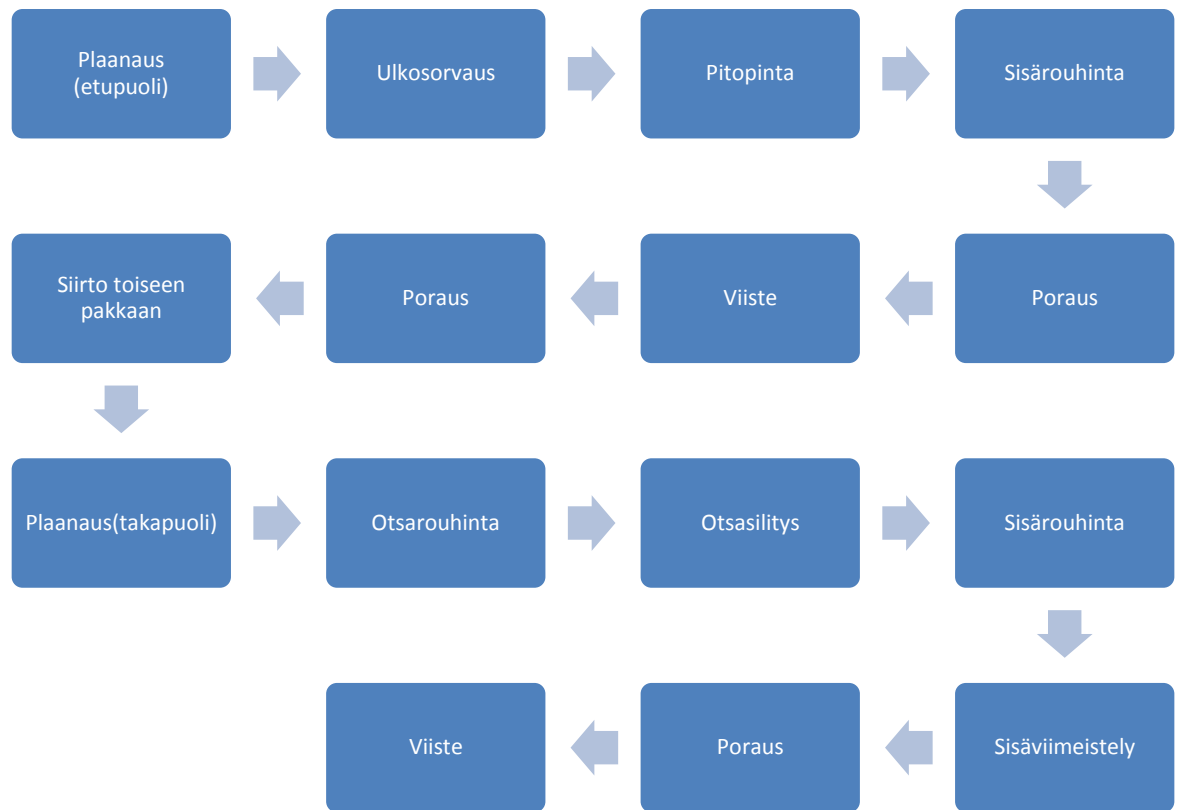 Plaanaus
(etupuoli)
Ulkosorvaus
Pitopinta
Sisärouhinta
Poraus
Viiste
Poraus
Siirto toiseen
pakkaan
Plaanaus(takapuoli)
Otsarouhinta
Otsasilitys
Sisärouhinta
Sisäviimeistely
Poraus
Viiste